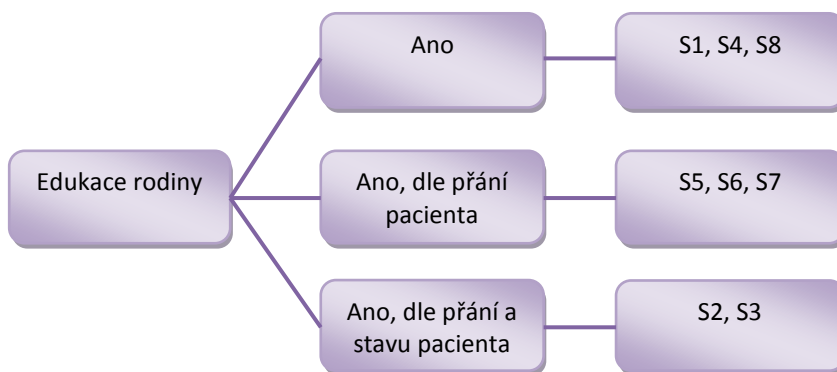 Edukace rodiny
Ano
S1, S4, S8
Ano, dle přání
pacienta
S5, S6, S7
Ano, dle přání a
stavu pacienta
S2, S3